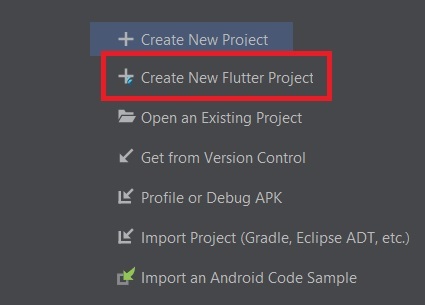 Create New Project
Create New Flutter Project
Open an Existing Project
Get from Version Control
Profile or Debug APK
Import Project (Gradle, Eclipse ADT, etc.)
Import an Android Code Sample